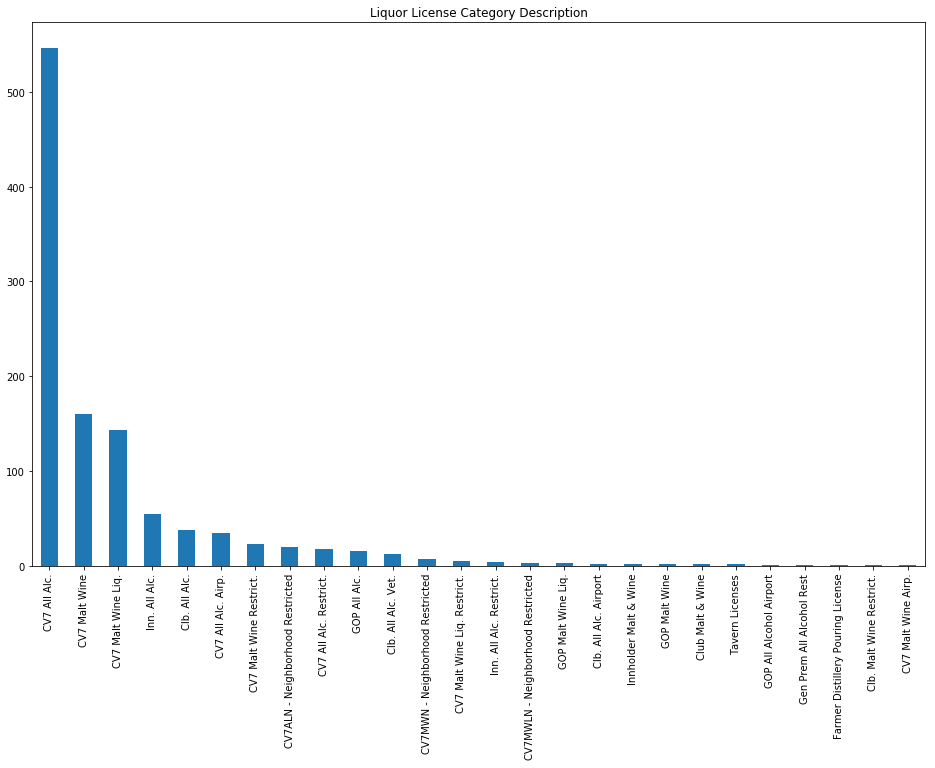 Liquor License Category Description
500
400
300
200
100
0
CV7 All Alc.
CV7 Malt Wine
CV7 Malt Wine Liq.
Inn. All Alc.
Clb. All Alc.
CV7 All Alc. Airp.
CV7 Malt Wine Restrict.
CV7ALN - Neighborhood Restricted
CV7 All Alc. Restrict.
GOP All Alc.
Clb. All Alc. Vet.
CV7MWN - Neighborhood Restricted
CV7 Malt Wine Liq. Restrict.
Inn. All Alc. Restrict.
CV7MWLN - Neighborhood Restricted
GOP Malt Wine Liq.
Clb. All Alc. Airport
Innholder Malt & Wine
GOP Malt Wine
Club Malt & Wine
Tavern Licenses
GOP All Alcohol Airport
Gen Prem All Alcohol Rest
Farmer Distillery Pouring License
Clb. Malt Wine Restrict.
CV7 Malt Wine Airp.